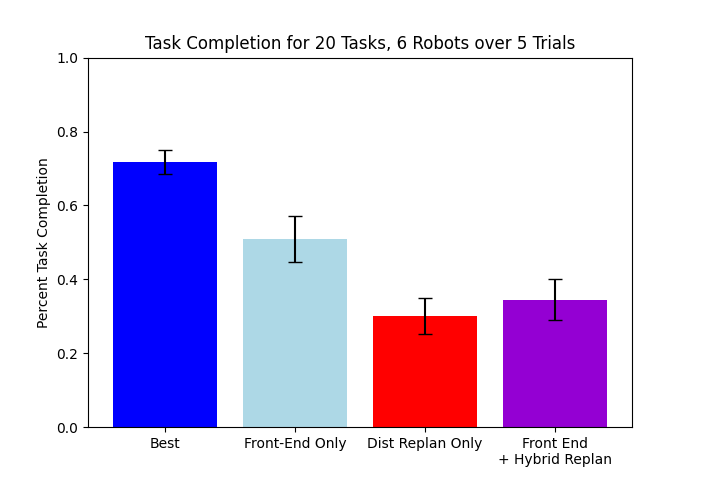 Task Completion for 20 Tasks, 6 Robots over 5 Trials
Percent Task Completion
1.0
0.8
0.6
0.4
0.2
0.0
Best
Front-End Only
Dist Replan Only
Front End
+ Hybrid Replan